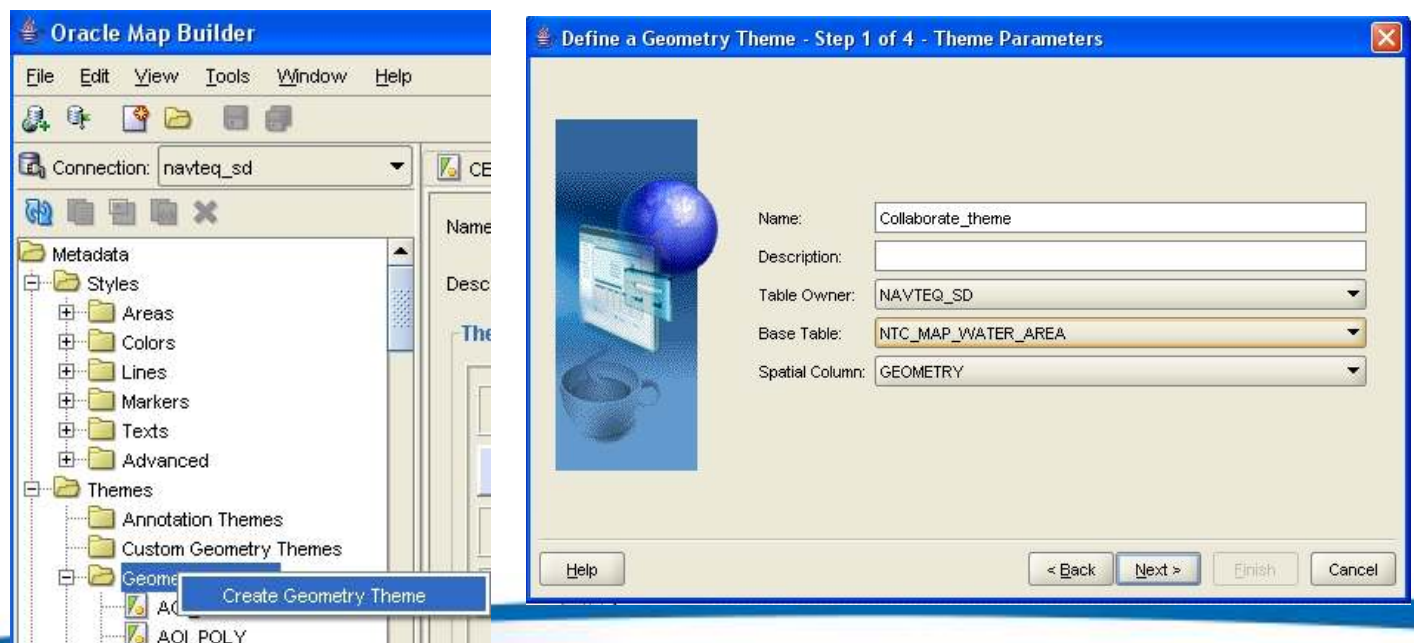 Oracle Map Builder
File Edit View Tools Window Help
Connection: navteq_sd
Metadata
Styles
Areas
Colors
Lines
Markers
Texts
Advanced
Themes
Annotation Themes
Custom Geometry Themes
Geome
Create Geometry Theme
AOI_POLY
CE
Name
Desc
The
Define a Geometry Theme - Step 1 of 4 - Theme Parameters
Name: Collaborate_theme
Description:
Table Owner: NAVTEQ_SD
Base Table: NTC_MAP_WATER_AREA
Spatial Column: GEOMETRY
Help < Back Next > Finish Cancel